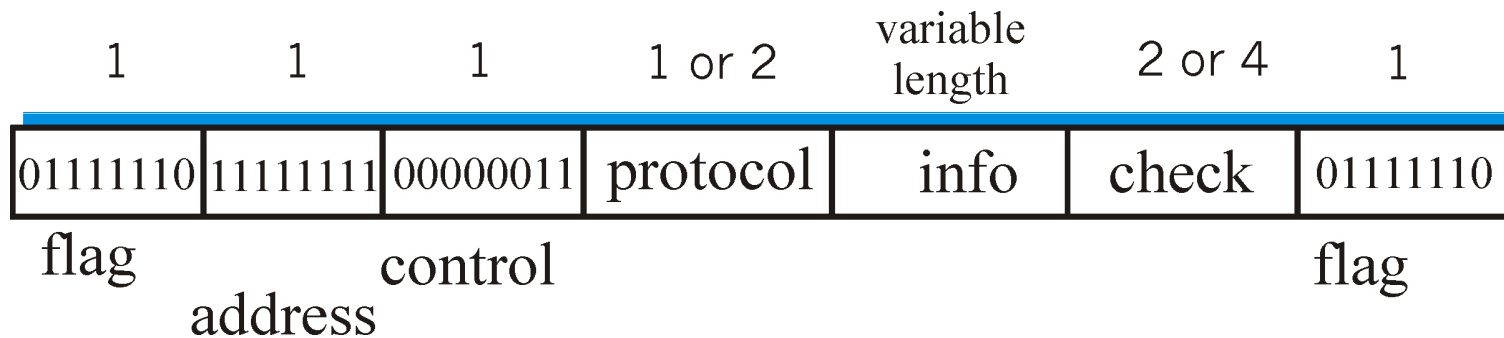 1 1 1 1 or 2 variable length 2 or 4 1
01111110 11111111 00000011 protocol info check 01111110
flag address control flag